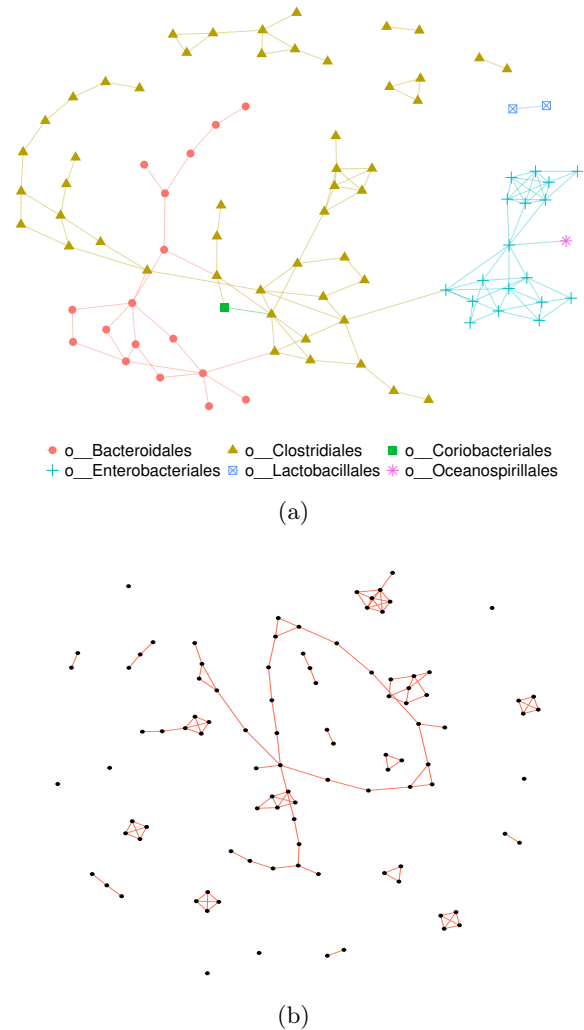 o__Bacteroidales o__Clostridiales o__Coriobacteriales
o__Enterobacteriales o__Lactobacillales o__Oceanospirillales
(a)
(b)